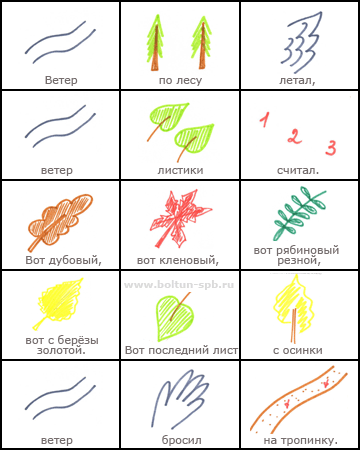 Ветер
по лесу
летал,
1
2
3
ветер
листики
считал.
Вот дубовый,
вот кленовый,
вот рябиновый
резной,
www.boltun-spb.ru
вот с берёзы
золотой.
Вот последний лист
с осинки
ветер
бросил
на тропинку.